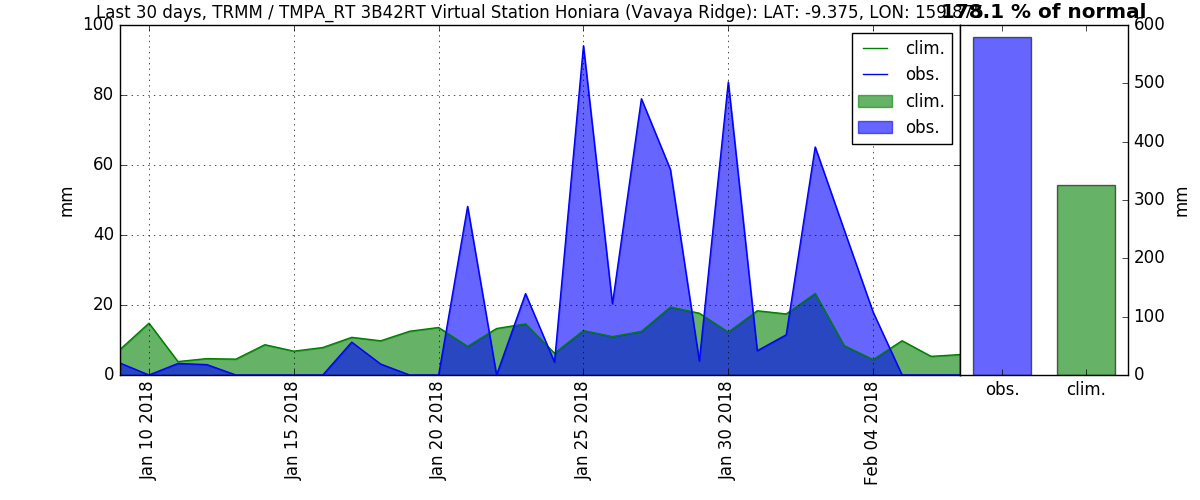 Last 30 days, TRMM / TMPA_RT 3B42RT Virtual Station Honiara (Vavaya Ridge): LAT: -9.375, LON:
178.1 % of normal
100
80
60
40
20
0
mm
clim.
obs.
clim.
obs.
Jan 10 2018
Jan 15 2018
Jan 20 2018
Jan 25 2018
Jan 30 2018
Feb 04 2018
600
500
400
300
200
100
0
mm
obs.
clim.